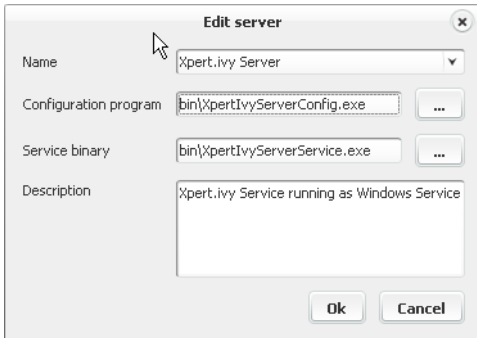 Edit server
Name Xpert.ivy Server
Configuration program bin\XpertIvyServerConfig.exe ...
Service binary bin\XpertIvyServerService.exe ...
Description Xpert.ivy Service running as Windows Service
Ok Cancel